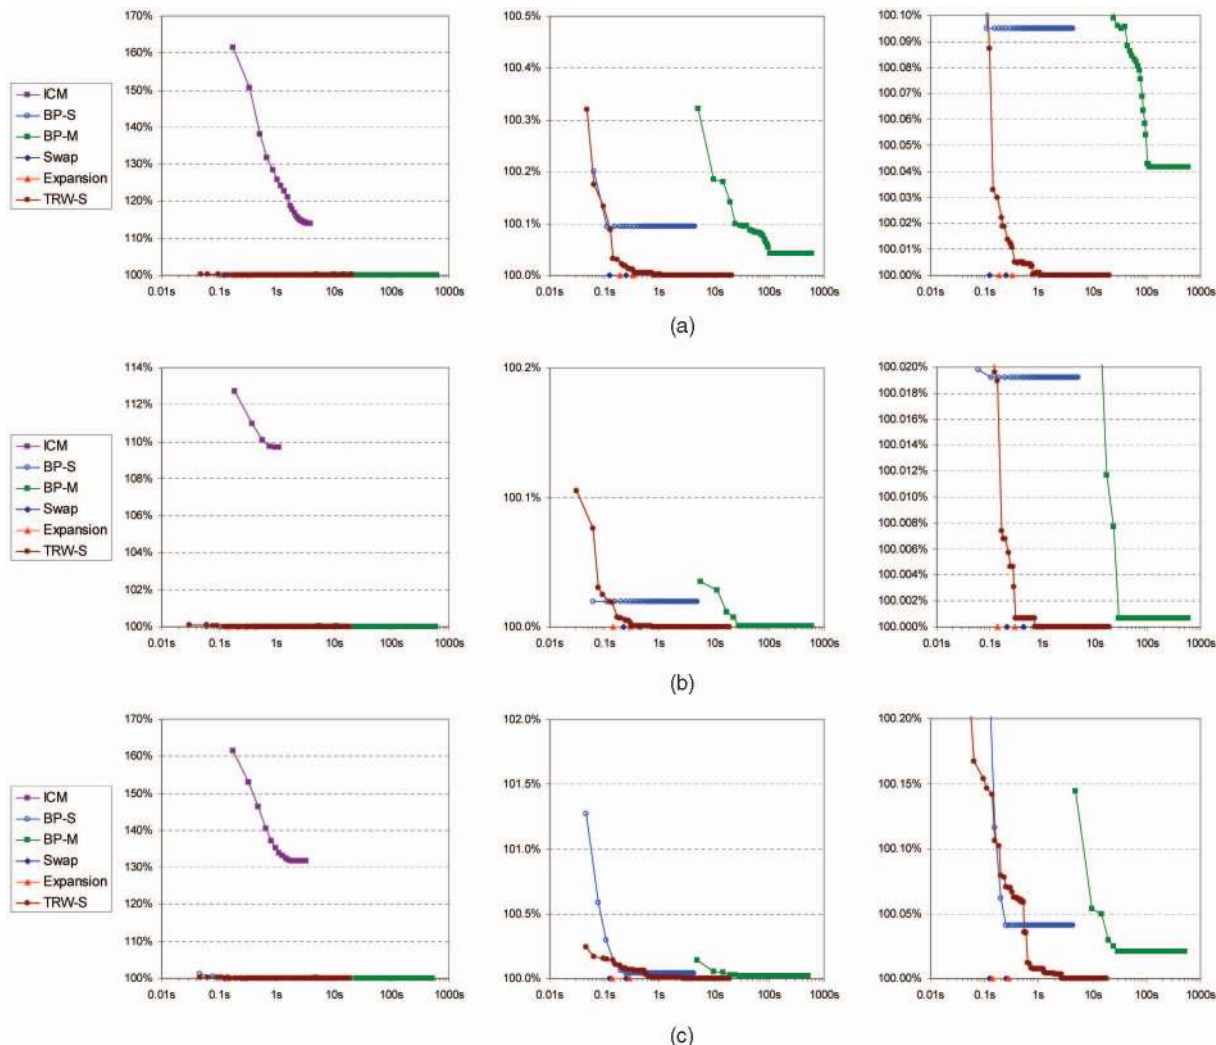 170%
160%
150%
140%
130%
120%
110%
100%
0.01s 0.1s 1s 10s 100s 1000s
ICM
BP-S
BP-M
Swap
Expansion
TRW-S
100.5%
100.4%
100.3%
100.2%
100.1%
100.0%
0.01s 0.1s 1s 10s 100s 1000s
100.10%
100.09%
100.08%
100.07%
100.06%
100.05%
100.04%
100.03%
100.02%
100.01%
100.00%
0.01s 0.1s 1s 10s 100s 1000s
(a)
114%
112%
110%
108%
106%
104%
102%
100%
0.01s 0.1s 1s 10s 100s 1000s
ICM
BP-S
BP-M
Swap
Expansion
TRW-S
100.2%
100.1%
100.0%
0.01s 0.1s 1s 10s 100s 1000s
100.020%
100.018%
100.016%
100.014%
100.012%
100.010%
100.008%
100.006%
100.004%
100.002%
100.000%
0.01s 0.1s 1s 10s 100s 1000s
(b)
170%
160%
150%
140%
130%
120%
110%
100%
0.01s 0.1s 1s 10s 100s 1000s
ICM
BP-S
BP-M
Swap
Expansion
TRW-S
102.0%
101.5%
101.0%
100.5%
100.0%
0.01s 0.1s 1s 10s 100s 1000s
100.20%
100.15%
100.10%
100.05%
100.00%
0.01s 0.1s 1s 10s 100s 1000s
(c)